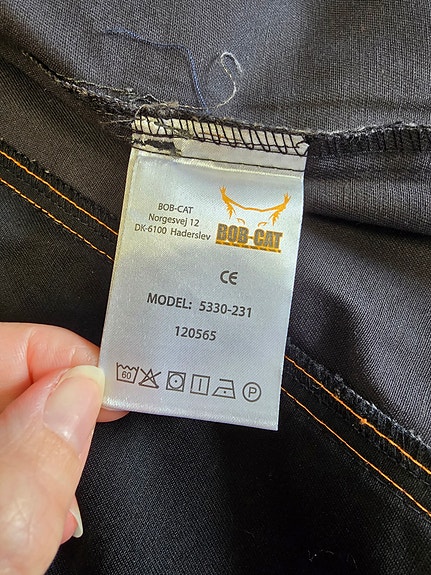 BOB-CAT
Norgesvej 12
DK-6100 Haderslev
BOB-CAT
CE
MODEL: 5330-231
120565
60
P